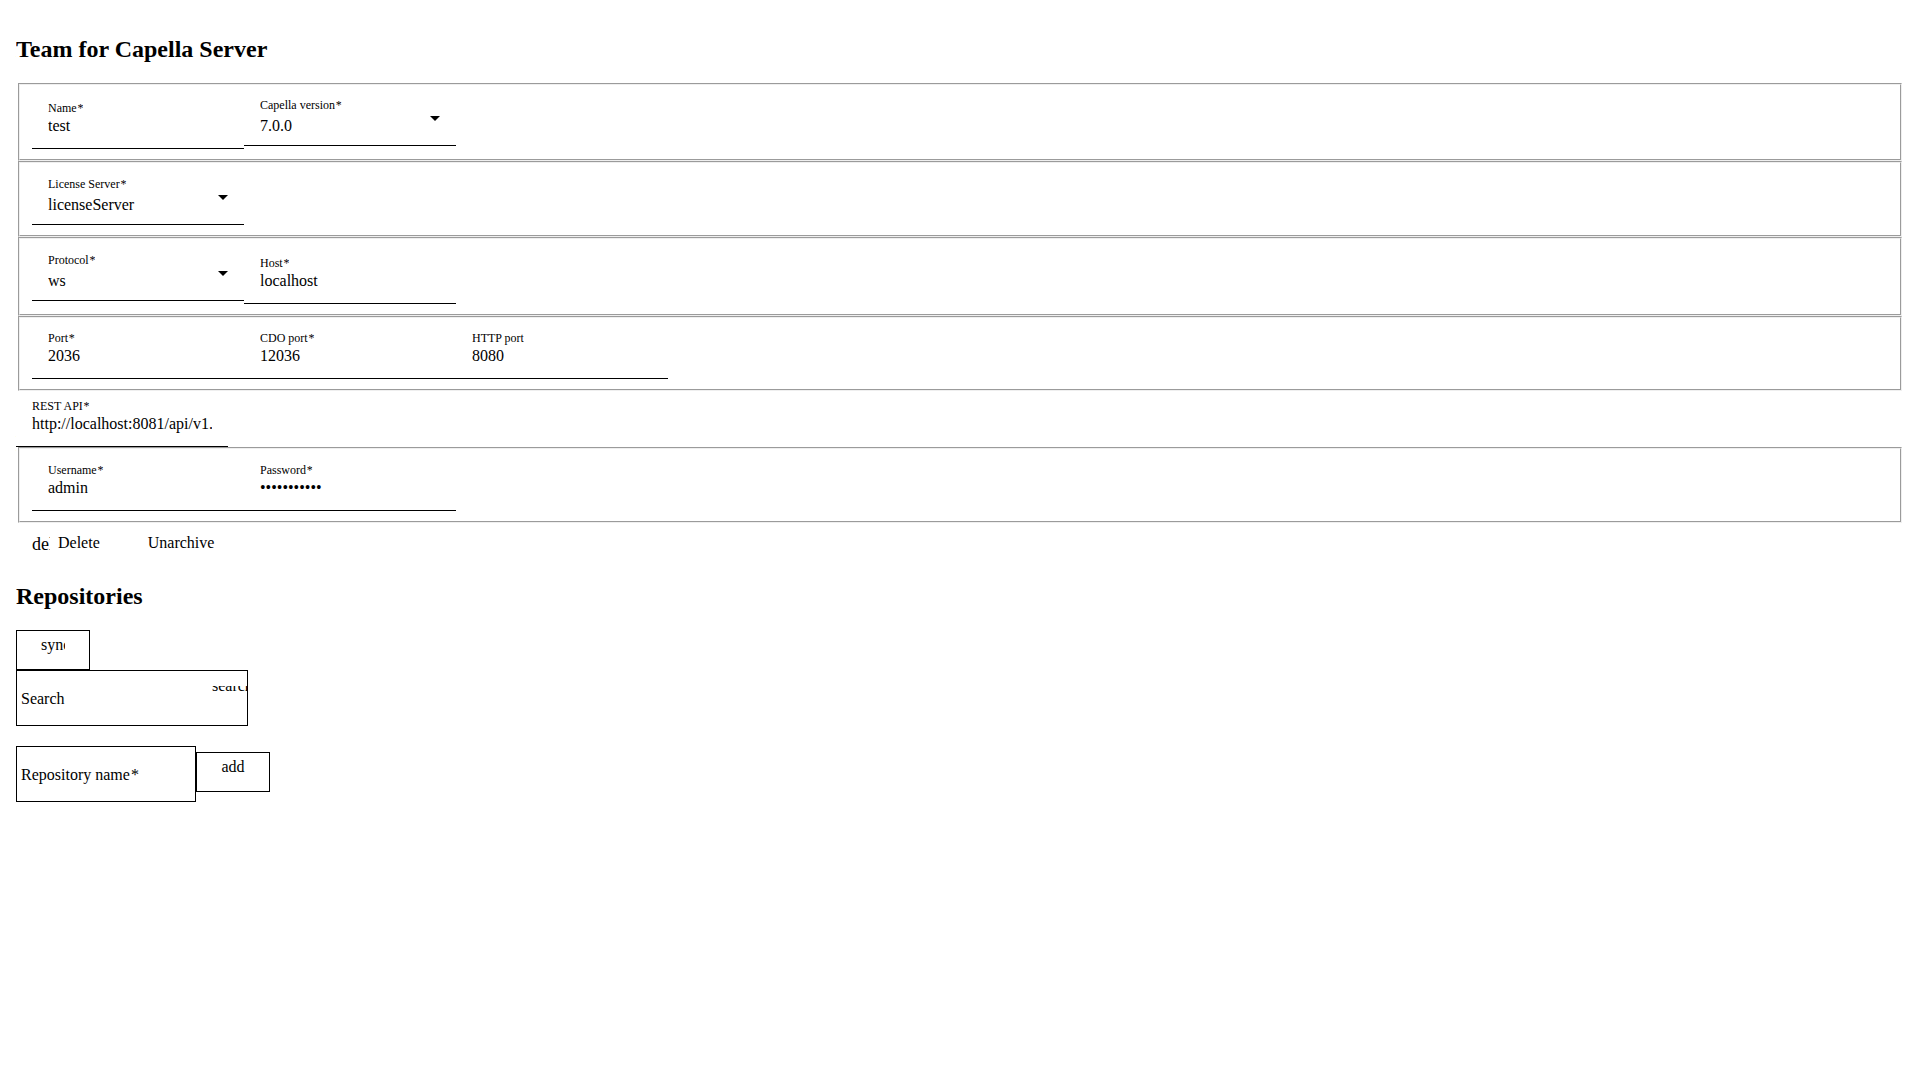 Team for Capella Server
Name* Capella version*
test 7.0.0
License Server*
licenseServer
Protocol* Host*
ws localhost
Port* CDO port* HTTP port
2036 12036 8080
REST API*
http://localhost:8081/api/v1.
Username* Password*
admin •••••••••••
de Delete Unarchive
Repositories
Search
Repository name* add